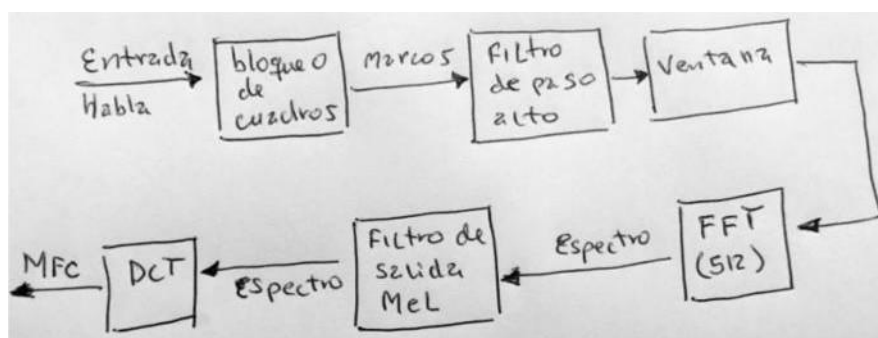 Entrada
Habla
bloqueo
de
cuadros
Marcos
Filtro
de paso
alto
Ventana
FFT
(512)
Espectro
Filtro de
salida
MeL
Espectro
DCT
MFC